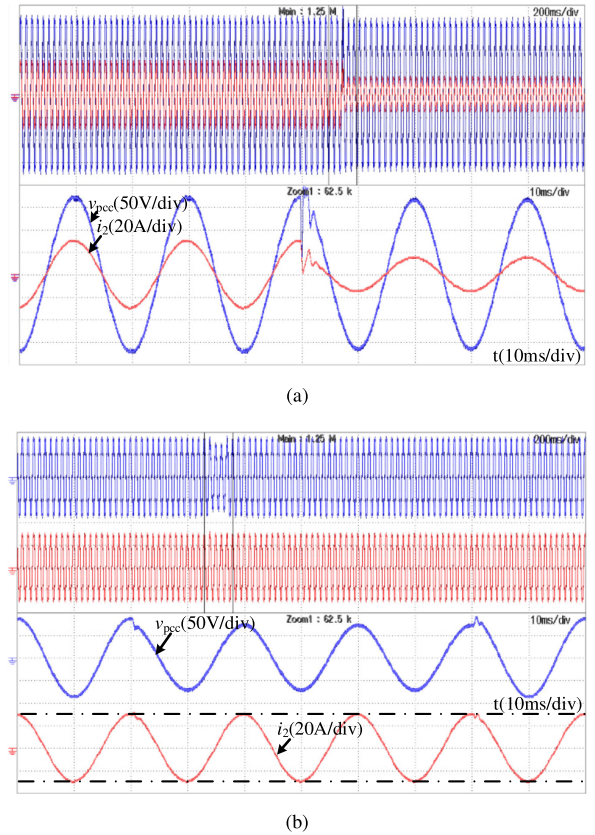 Main : 1.25 M
200ms/div
Zoom1 : 62.5 k
10ms/div
vpcc(50V/div)
i2(20A/div)
t(10ms/div)
(a)
Main : 1.25 M
200ms/div
Zoom1 : 62.5 k
10ms/div
vpcc(50V/div)
t(10ms/div)
i2(20A/div)
(b)